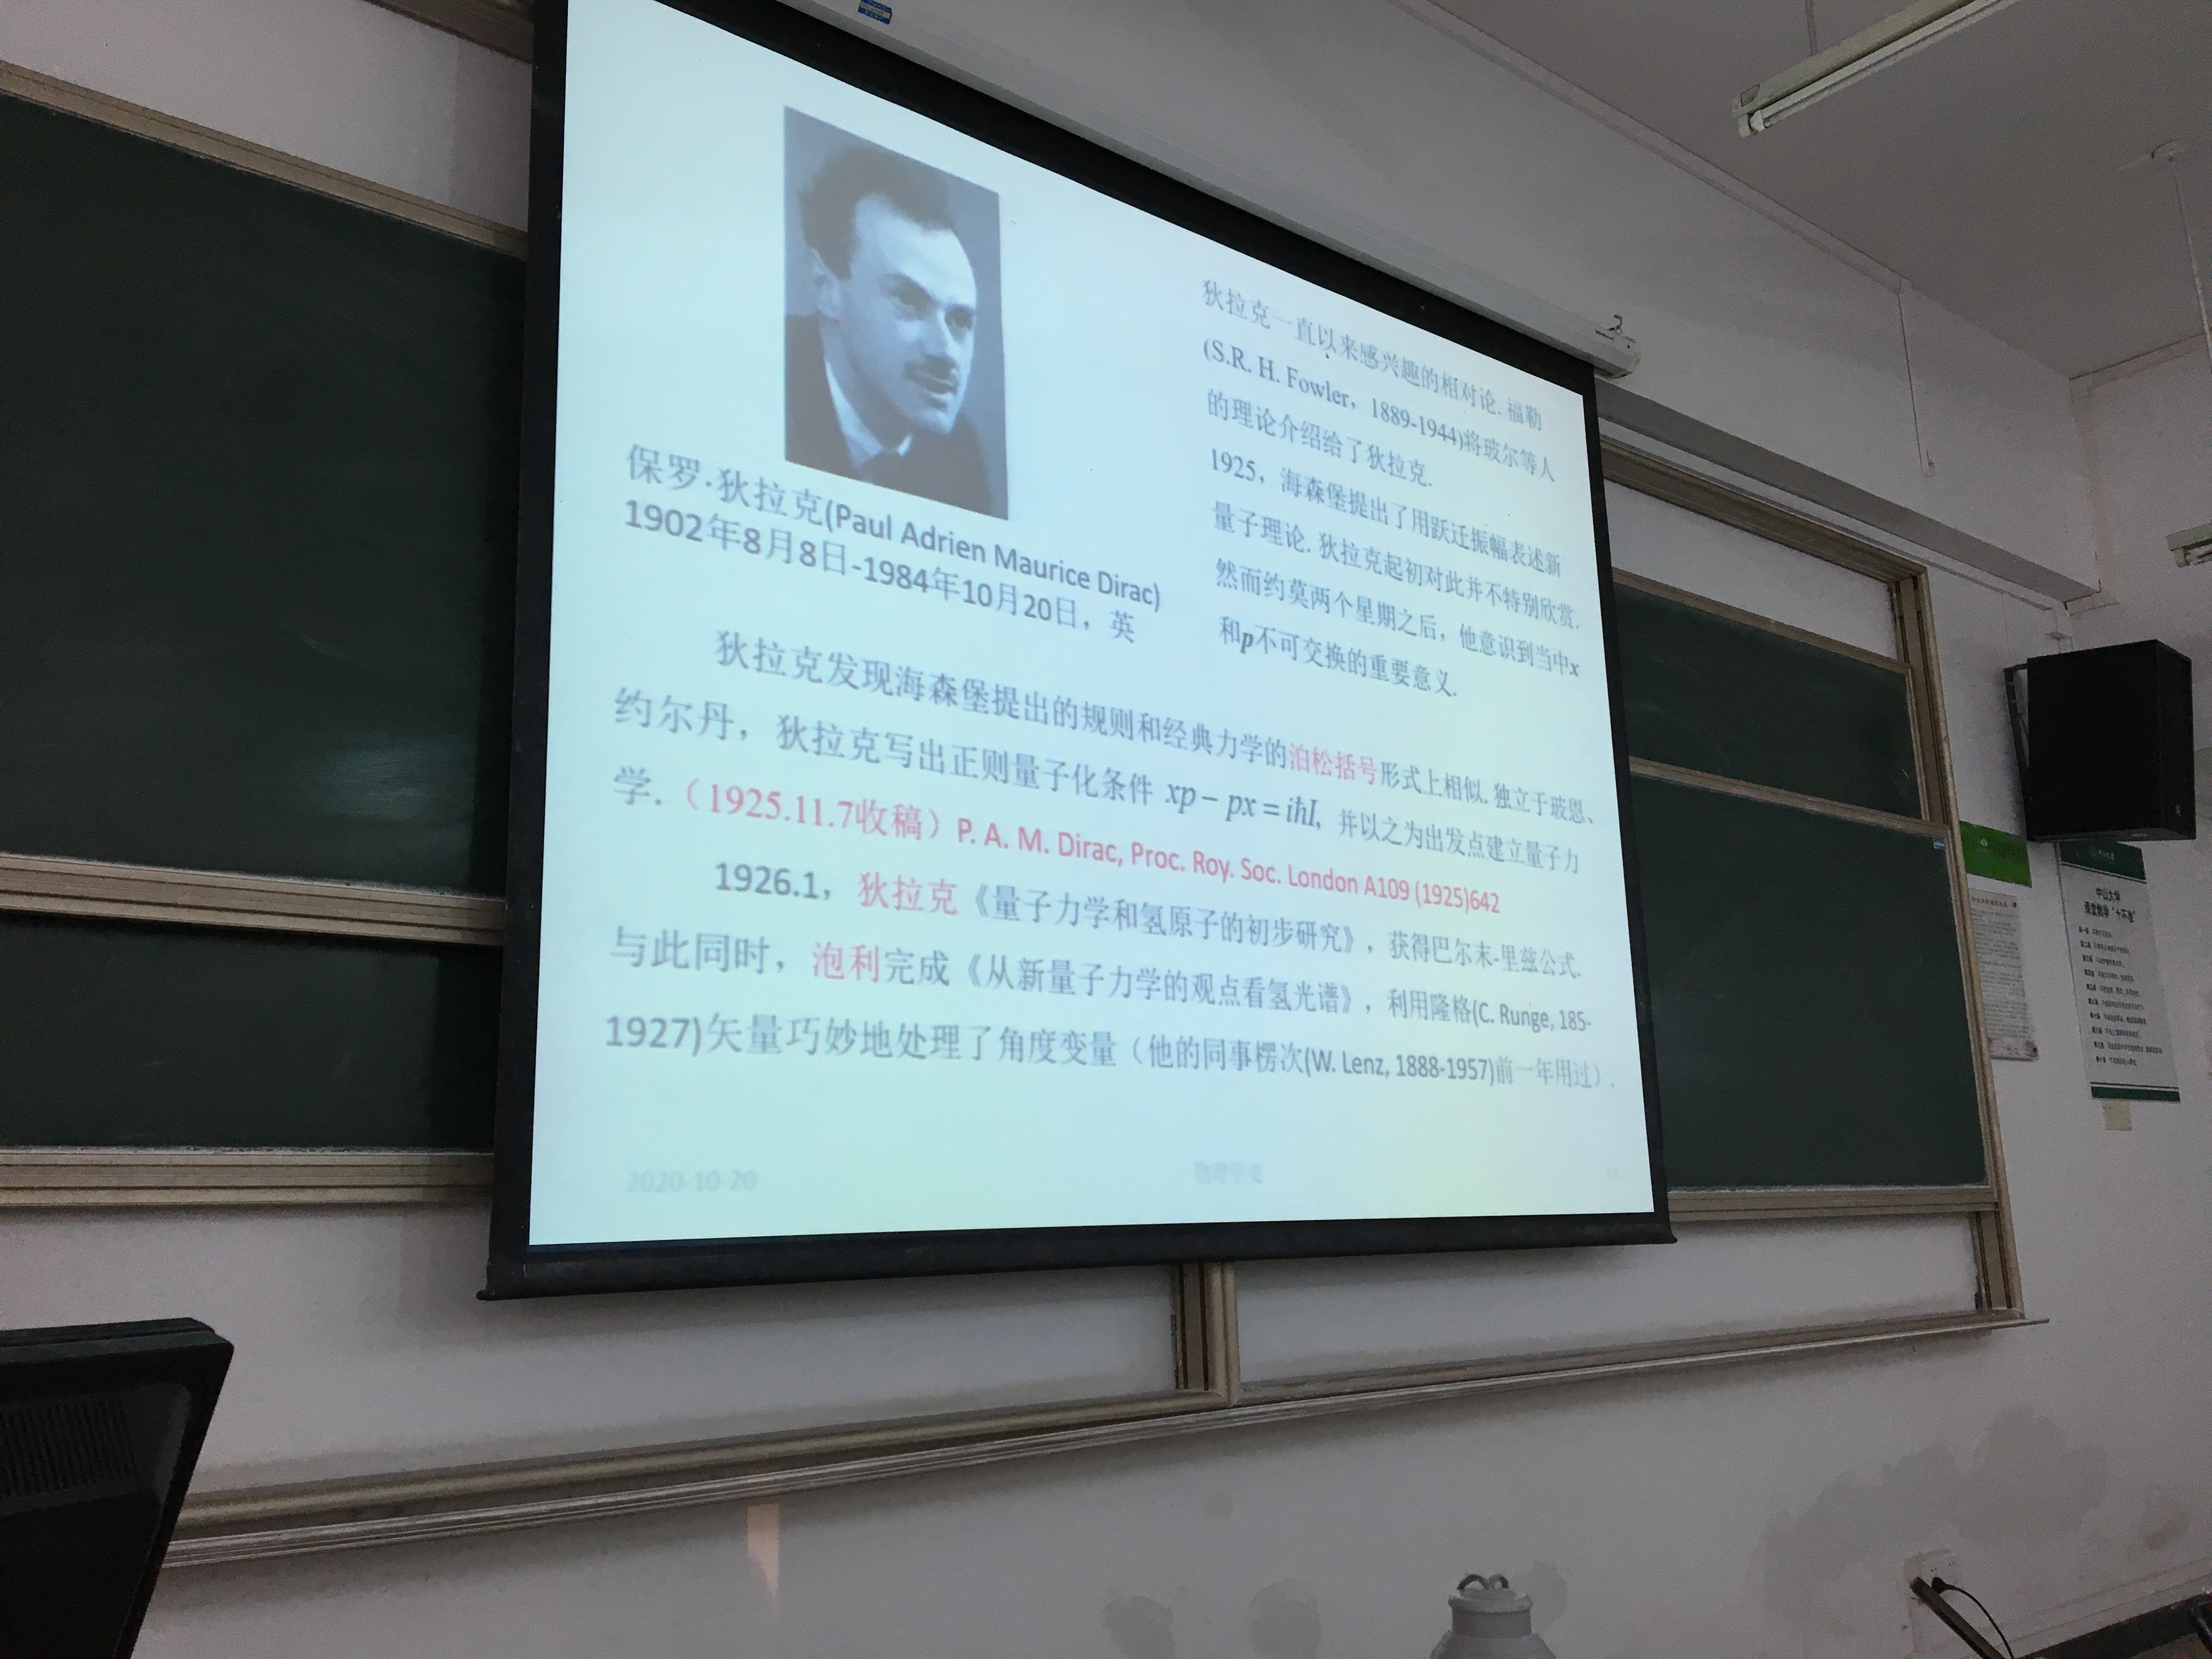 保罗.狄拉克(Paul Adrien Maurice Dirac)
1902年8月8日-1984年10月20日，英
狄拉克一直以来感兴趣的相对论. 福勒
(S.R. H. Fowler，1889-1944)将玻尔等人
的理论介绍给了狄拉克.
1925，海森堡提出了用跃迁振幅表述新
量子理论. 狄拉克起初对此并不特别欣赏.
然而约莫两个星期之后，他意识到当中x
和p不可交换的重要意义.
狄拉克发现海森堡提出的规则和经典力学的泊松括号形式上相似. 独立于玻恩、
约尔丹，狄拉克写出正则量子化条件 xp − px = iħI, 并以之为出发点建立量子力
学.（1925.11.7收稿）P. A. M. Dirac, Proc. Roy. Soc. London A109 (1925)642
1926.1，狄拉克《量子力学和氢原子的初步研究》，获得巴尔末-里兹公式.
与此同时，泡利完成《从新量子力学的观点看氢光谱》，利用隆格(C. Runge, 185-
1927)矢量巧妙地处理了角度变量（他的同事楞次(W. Lenz, 1888-1957)前一年用过）.
2020-10-20
物理学史
中山大学
课堂教学“十不准”